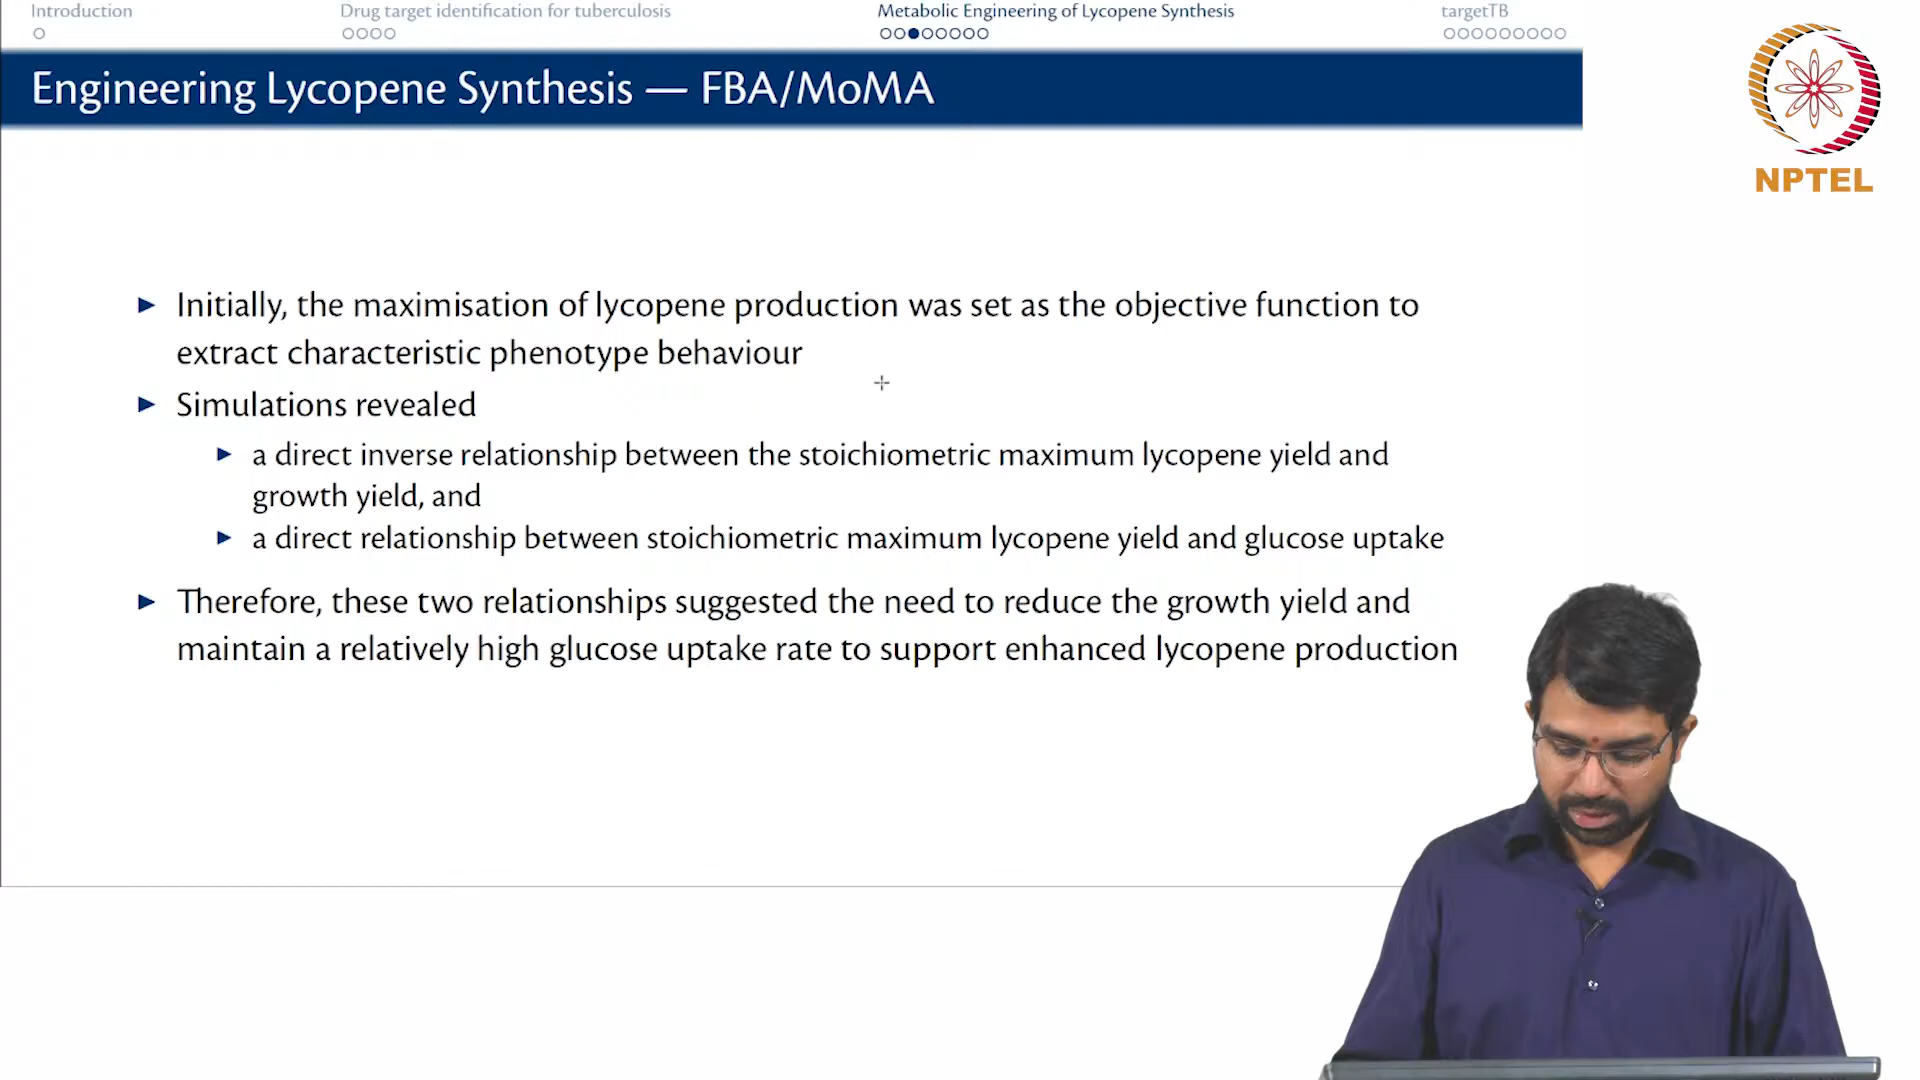 Introduction
Drug target identification for tuberculosis
Metabolic Engineering of Lycopene Synthesis
targetTB
Engineering Lycopene Synthesis — FBA/MoMA
NPTEL
Initially, the maximisation of lycopene production was set as the objective function to
extract characteristic phenotype behaviour
Simulations revealed
a direct inverse relationship between the stoichiometric maximum lycopene yield and
growth yield, and
a direct relationship between stoichiometric maximum lycopene yield and glucose uptake
Therefore, these two relationships suggested the need to reduce the growth yield and
maintain a relatively high glucose uptake rate to support enhanced lycopene production